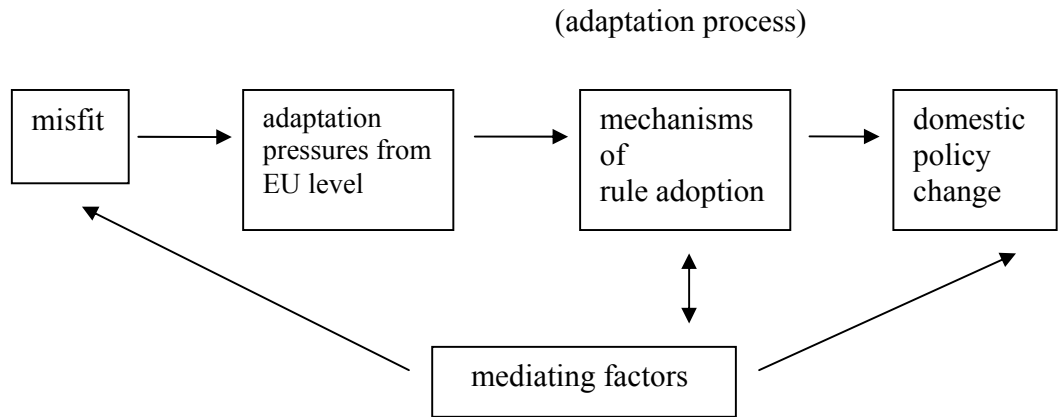 (adaptation process)
misfit
adaptation
pressures from
EU level
mechanisms
of
rule adoption
domestic
policy
change
mediating factors